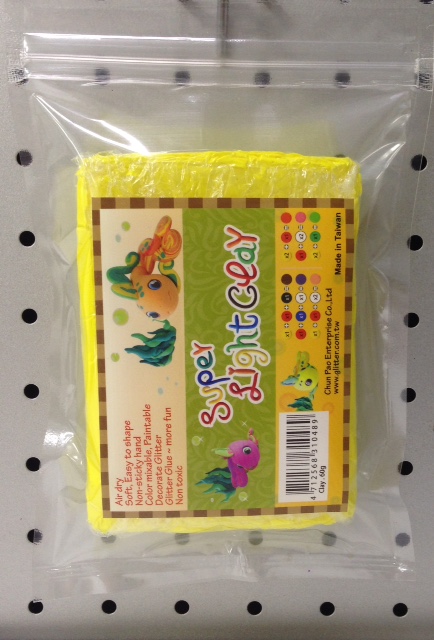 Air dry
Soft, Easy to shape
Non-sticky hand
Color mixable, Paintable
Decorate Glitter
Glitter Glue ~ more fun
Non toxic
Super
Light Clay
Chun Pao Enterprise Co.,Ltd
www.glitter.com.tw
Made in Taiwan
4 712568 310489